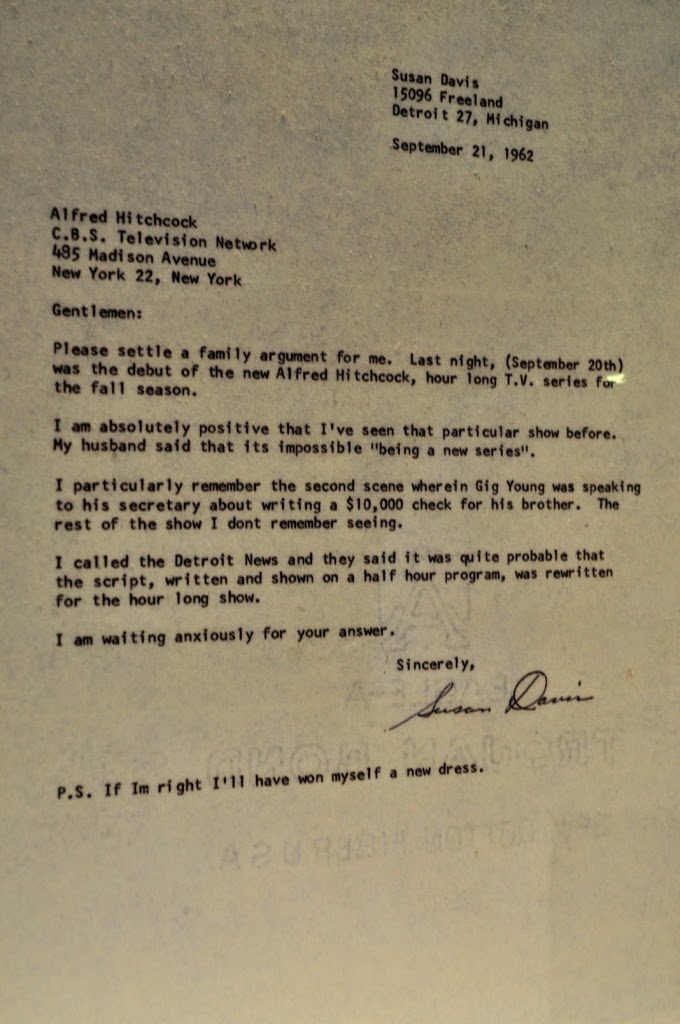 Susan Davis
15096 Freeland
Detroit 27, Michigan
September 21, 1962
Alfred Hitchcock
C.B.S. Television Network
485 Madison Avenue
New York 22, New York
Gentlemen:
Please settle a family argument for me. Last night, (September 20th)
was the debut of the new Alfred Hitchcock, hour long T.V. series for
the fall season.
I am absolutely positive that I've seen that particular show before.
My husband said that its impossible "being a new series".
I particularly remember the second scene wherein Gig Young was speaking
to his secretary about writing a $10,000 check for his brother. The
rest of the show I dont remember seeing.
I called the Detroit News and they said it was quite probable that
the script, written and shown on a half hour program, was rewritten
for the hour long show.
I am waiting anxiously for your answer.
Sincerely,
Susan Davis
P.S. If Im right I'll have won myself a new dress.
TROJAN BOND
COTTON FIBER USA